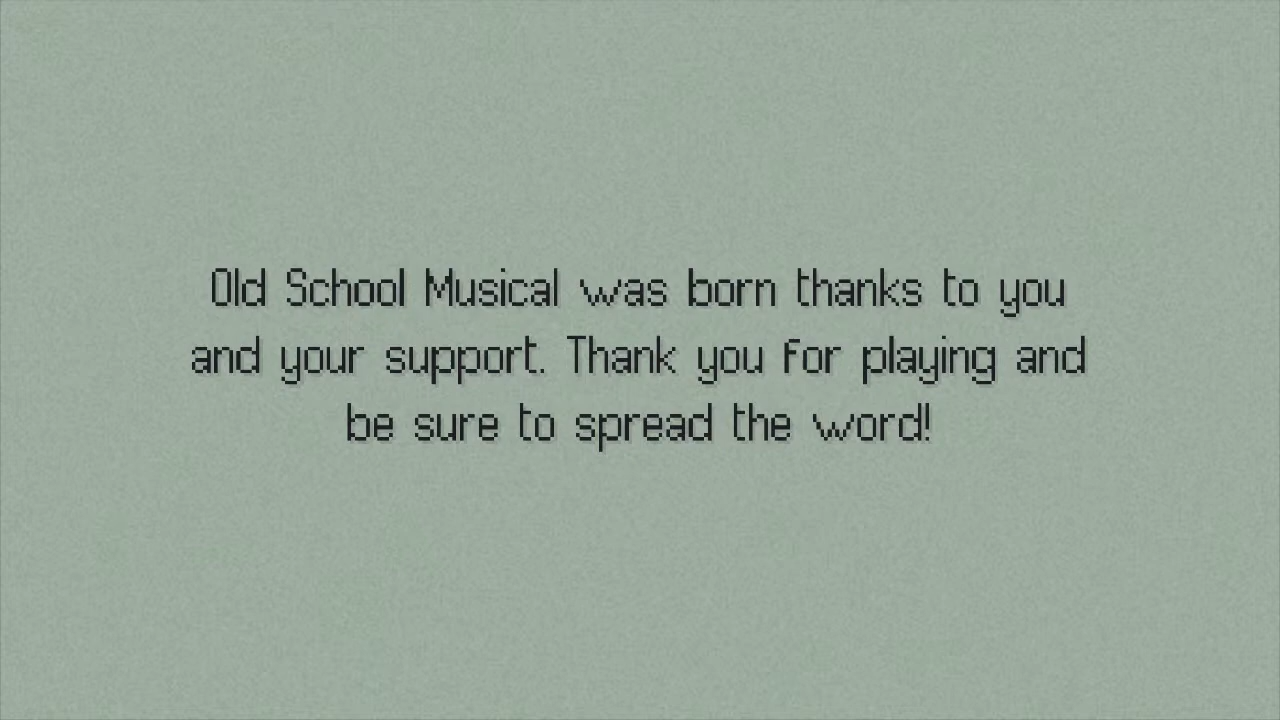 Old School Musical was born thanks to you
and your support. Thank you for playing and
be sure to spread the word!